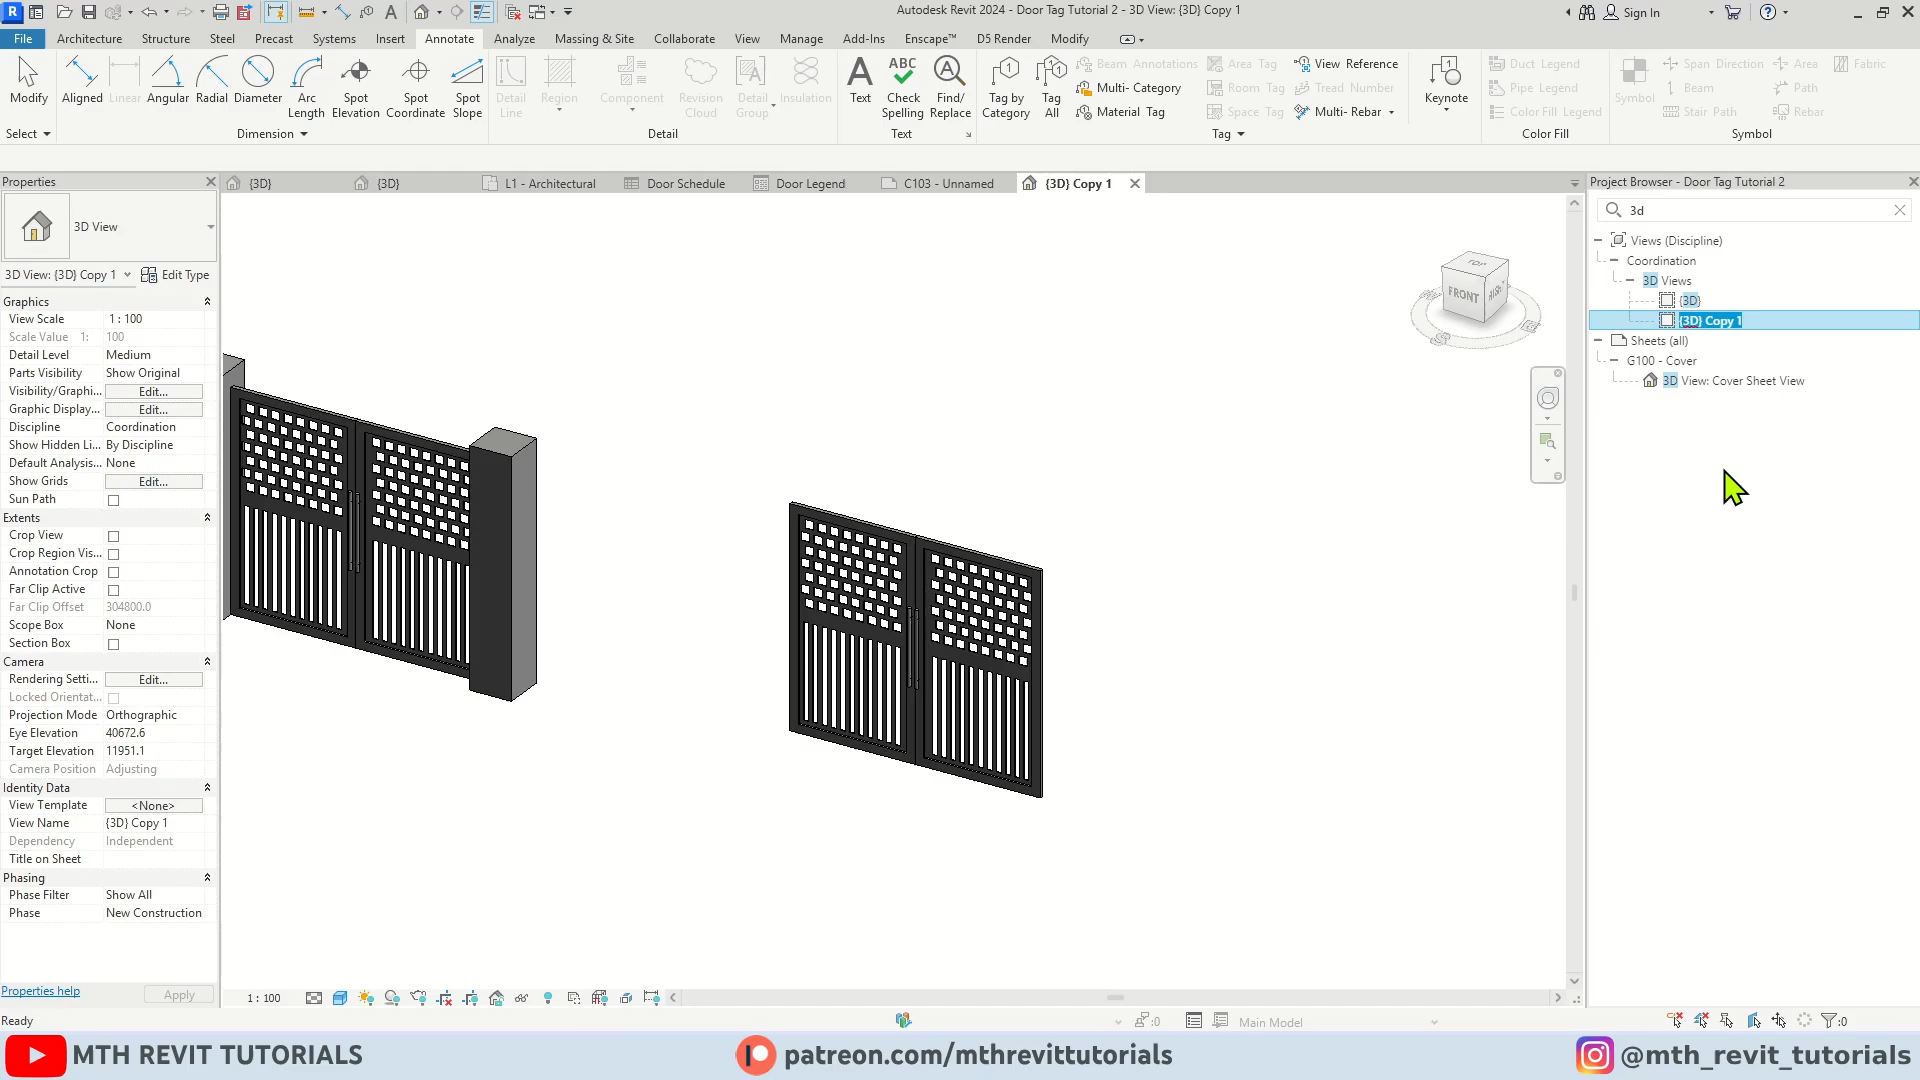 Autodesk Revit 2024 - Door Tag Tutorial 2 - 3D View: {3D} Copy 1
Sign In
File
Architecture
Structure
Steel
Precast
Systems
Insert
Annotate
Analyze
Massing & Site
Collaborate
View
Manage
Add-Ins
Enscape™
D5 Render
Modify
Modify
Aligned
Linear
Angular
Radial
Diameter
Arc Length
Spot Elevation
Spot Coordinate
Spot Slope
Detail Line
Region
Component
Revision Cloud
Detail Group
Insulation
Text
Check Spelling
Find/ Replace
Tag by Category
Tag All
Beam Annotations
Multi- Category
Material Tag
Area Tag
Room Tag
Space Tag
View Reference
Tread Number
Multi- Rebar
Keynote
Duct Legend
Pipe Legend
Color Fill Legend
Symbol
Span Direction
Beam
Stair Path
Area
Path
Rebar
Fabric
Select
Dimension
Detail
Text
Tag
Color Fill
Symbol
Properties
{3D}
{3D}
L1 - Architectural
Door Schedule
Door Legend
C103 - Unnamed
{3D} Copy 1
Project Browser - Door Tag Tutorial 2
3D View
3D View: {3D} Copy 1
Edit Type
Graphics
View Scale 1 : 100
Scale Value 1: 100
Detail Level Medium
Parts Visibility Show Original
Visibility/Graphi... Edit...
Graphic Display... Edit...
Discipline Coordination
Show Hidden Li... By Discipline
Default Analysis... None
Show Grids Edit...
Sun Path
Extents
Crop View
Crop Region Vis...
Annotation Crop
Far Clip Active
Far Clip Offset 304800.0
Scope Box None
Section Box
Camera
Rendering Setti... Edit...
Locked Orientat...
Projection Mode Orthographic
Eye Elevation 40672.6
Target Elevation 11951.1
Camera Position Adjusting
Identity Data
View Template <None>
View Name {3D} Copy 1
Dependency Independent
Title on Sheet
Phasing
Phase Filter Show All
Phase New Construction
Properties help
Apply
TOP
FRONT
3d
Views (Discipline)
Coordination
3D Views
{3D}
{3D} Copy 1
Sheets (all)
G100 - Cover
3D View: Cover Sheet View
1 : 100
Ready
:0
Main Model
:0
MTH REVIT TUTORIALS
patreon.com/mthrevittutorials
@mth_revit_tutorials